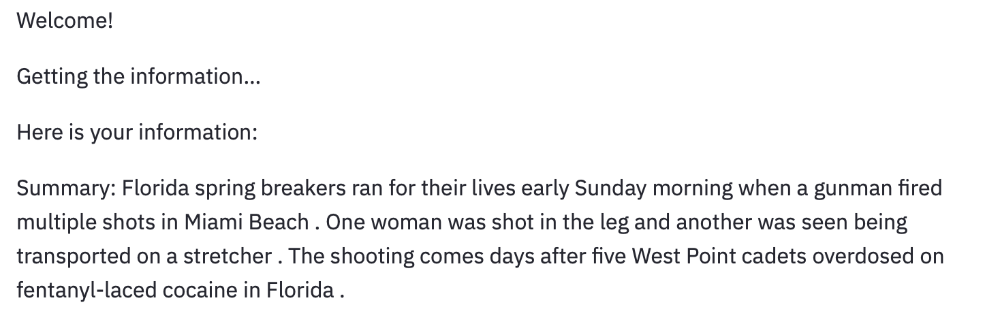 Welcome!
Getting the information...
Here is your information:
Summary: Florida spring breakers ran for their lives early Sunday morning when a gunman fired
multiple shots in Miami Beach . One woman was shot in the leg and another was seen being
transported on a stretcher . The shooting comes days after five West Point cadets overdosed on
fentanyl-laced cocaine in Florida .